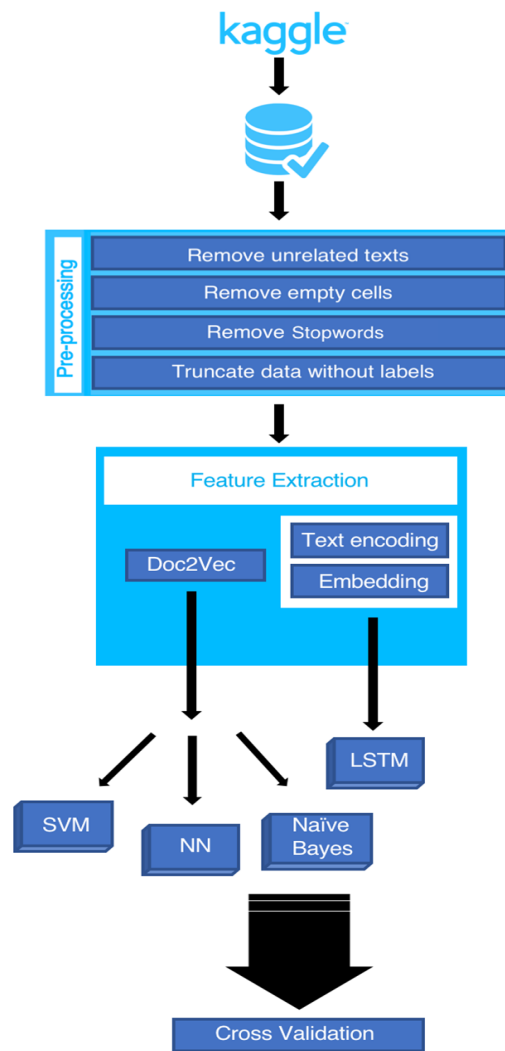 kaggle
Pre-processing
Remove unrelated texts
Remove empty cells
Remove Stopwords
Truncate data without labels
Feature Extraction
Doc2Vec
Text encoding
Embedding
LSTM
SVM
NN
Naïve
Bayes
Cross Validation